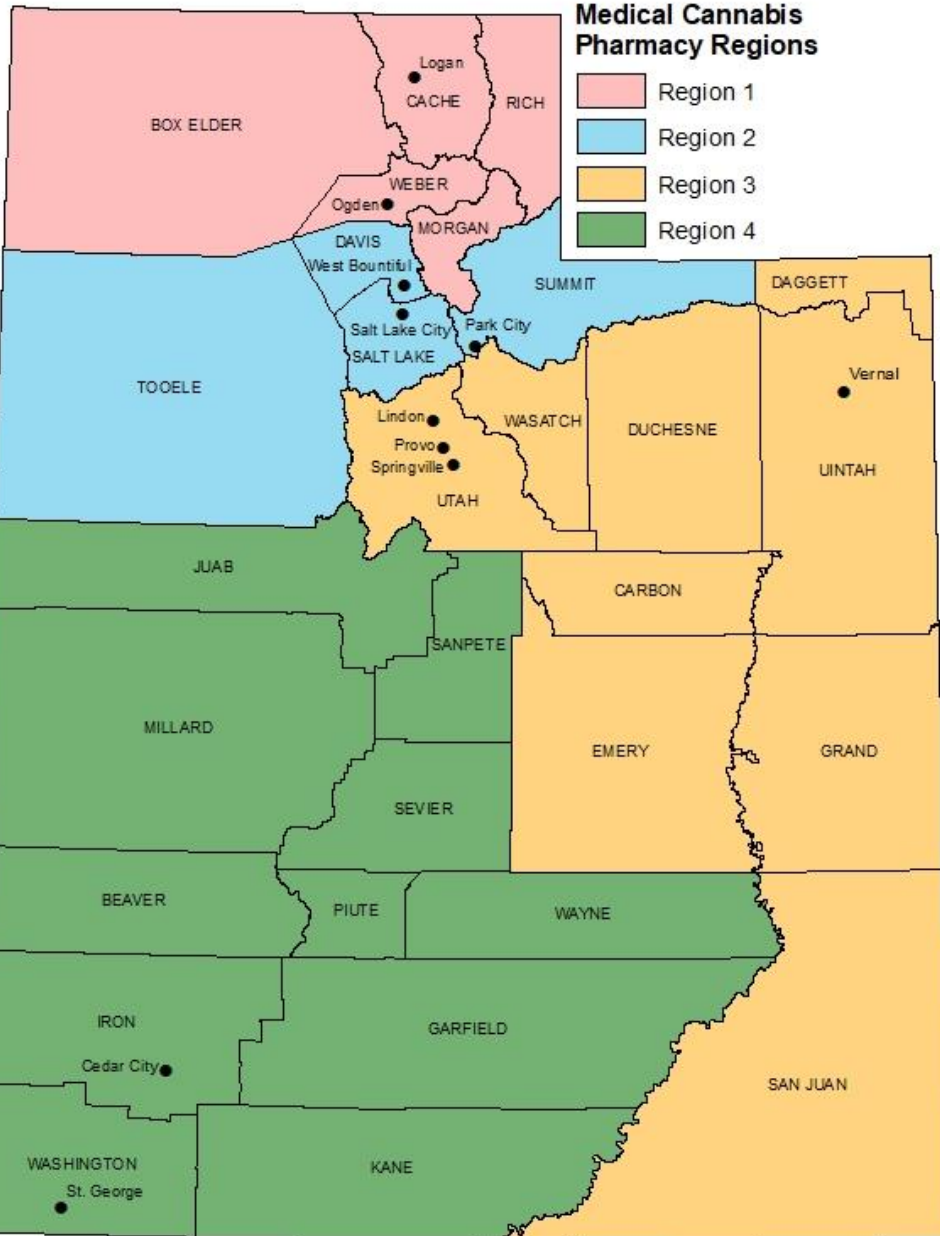 Medical Cannabis
Pharmacy Regions
Region 1
Region 2
Region 3
Region 4
Logan
CACHE
RICH
BOX ELDER
WEBER
Ogden
MORGAN
DAVIS
West Bountiful
SUMMIT
DAGGETT
Salt Lake City
Park City
SALT LAKE
TOOELE
Vernal
Lindon
WASATCH
DUCHESNE
Provo
Springville
UINTAH
UTAH
JUAB
CARBON
SANPETE
MILLARD
EMERY
GRAND
SEVIER
BEAVER
PIUTE
WAYNE
IRON
GARFIELD
Cedar City
SAN JUAN
WASHINGTON
KANE
St. George